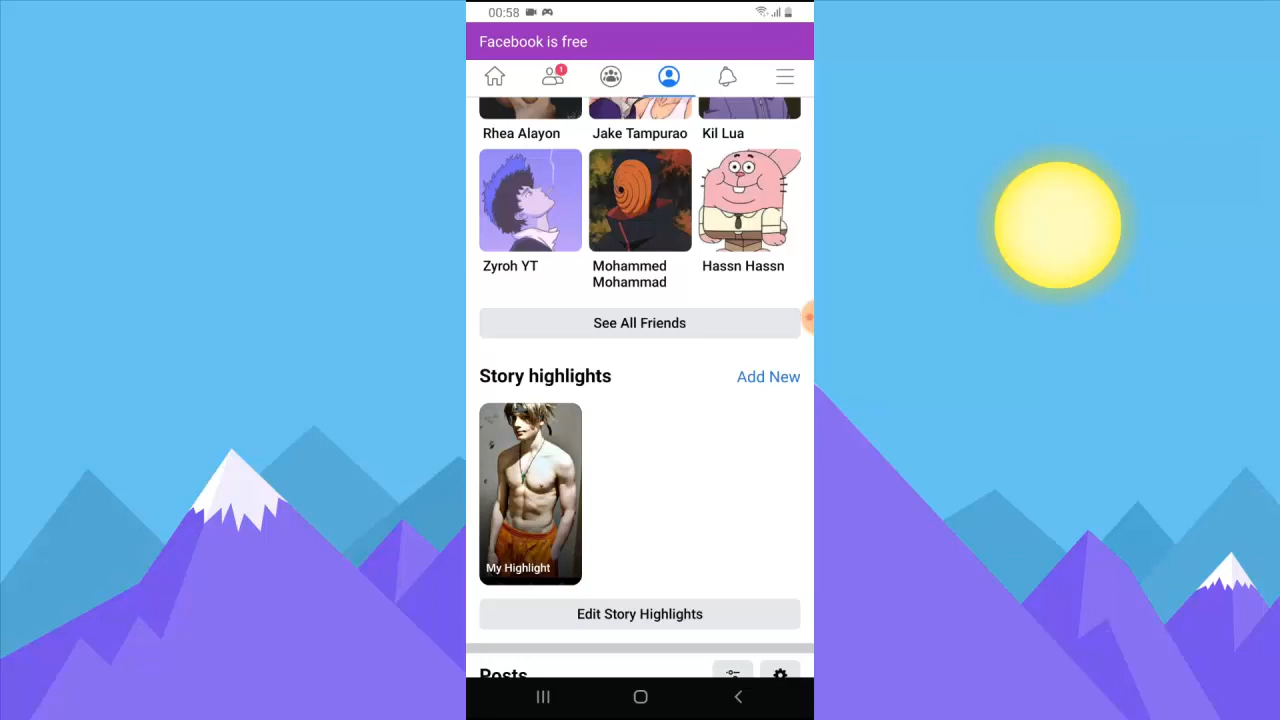 00:58
Facebook is free
1
Rhea Alayon
Jake Tampurao
Kil Lua
Zyroh YT
Mohammed Mohammad
Hassn Hassn
See All Friends
Story highlights
Add New
My Highlight
Edit Story Highlights
Posts